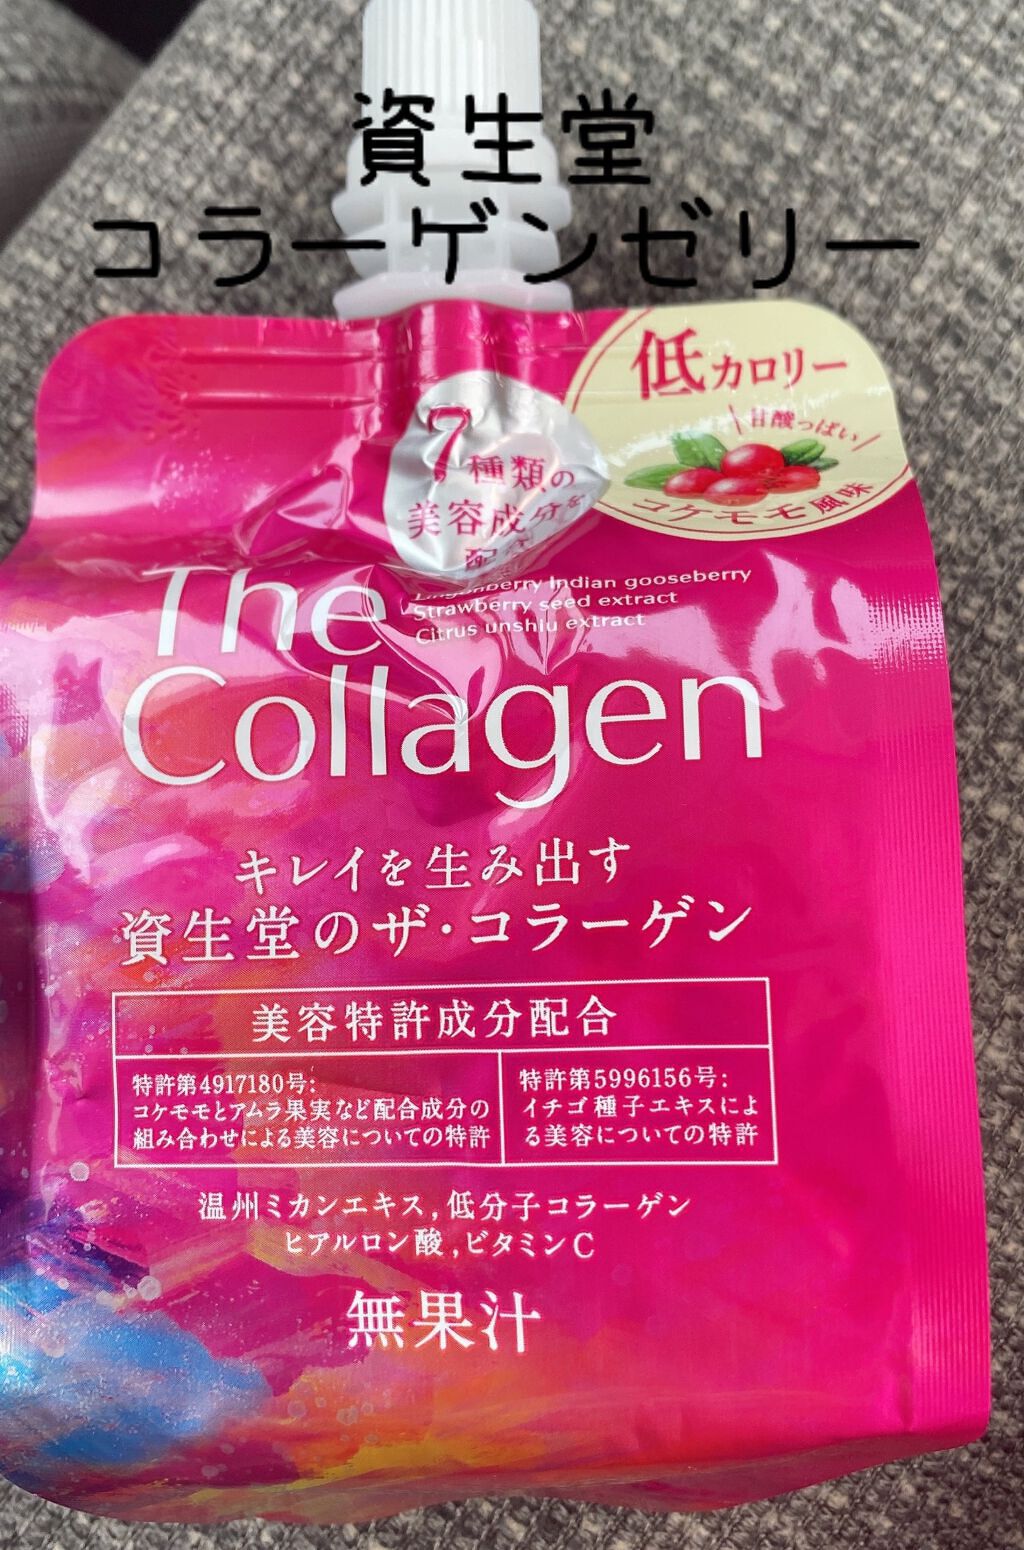 資生堂
コラーゲンゼリー
低カロリー
甘酸っぱい
コケモモ風味
7種類の
美容成分を
配合
The
Lingonberry Indian gooseberry
Strawberry seed extract
Citrus unshiu extract
Collagen
キレイを生み出す
資生堂のザ・コラーゲン
美容特許成分配合
特許第4917180号:
コケモモとアムラ果実など配合成分の
組み合わせによる美容についての特許
特許第5996156号:
イチゴ種子エキスによ
る美容についての特許
温州ミカンエキス,低分子コラーゲン
ヒアルロン酸,ビタミンC
無果汁